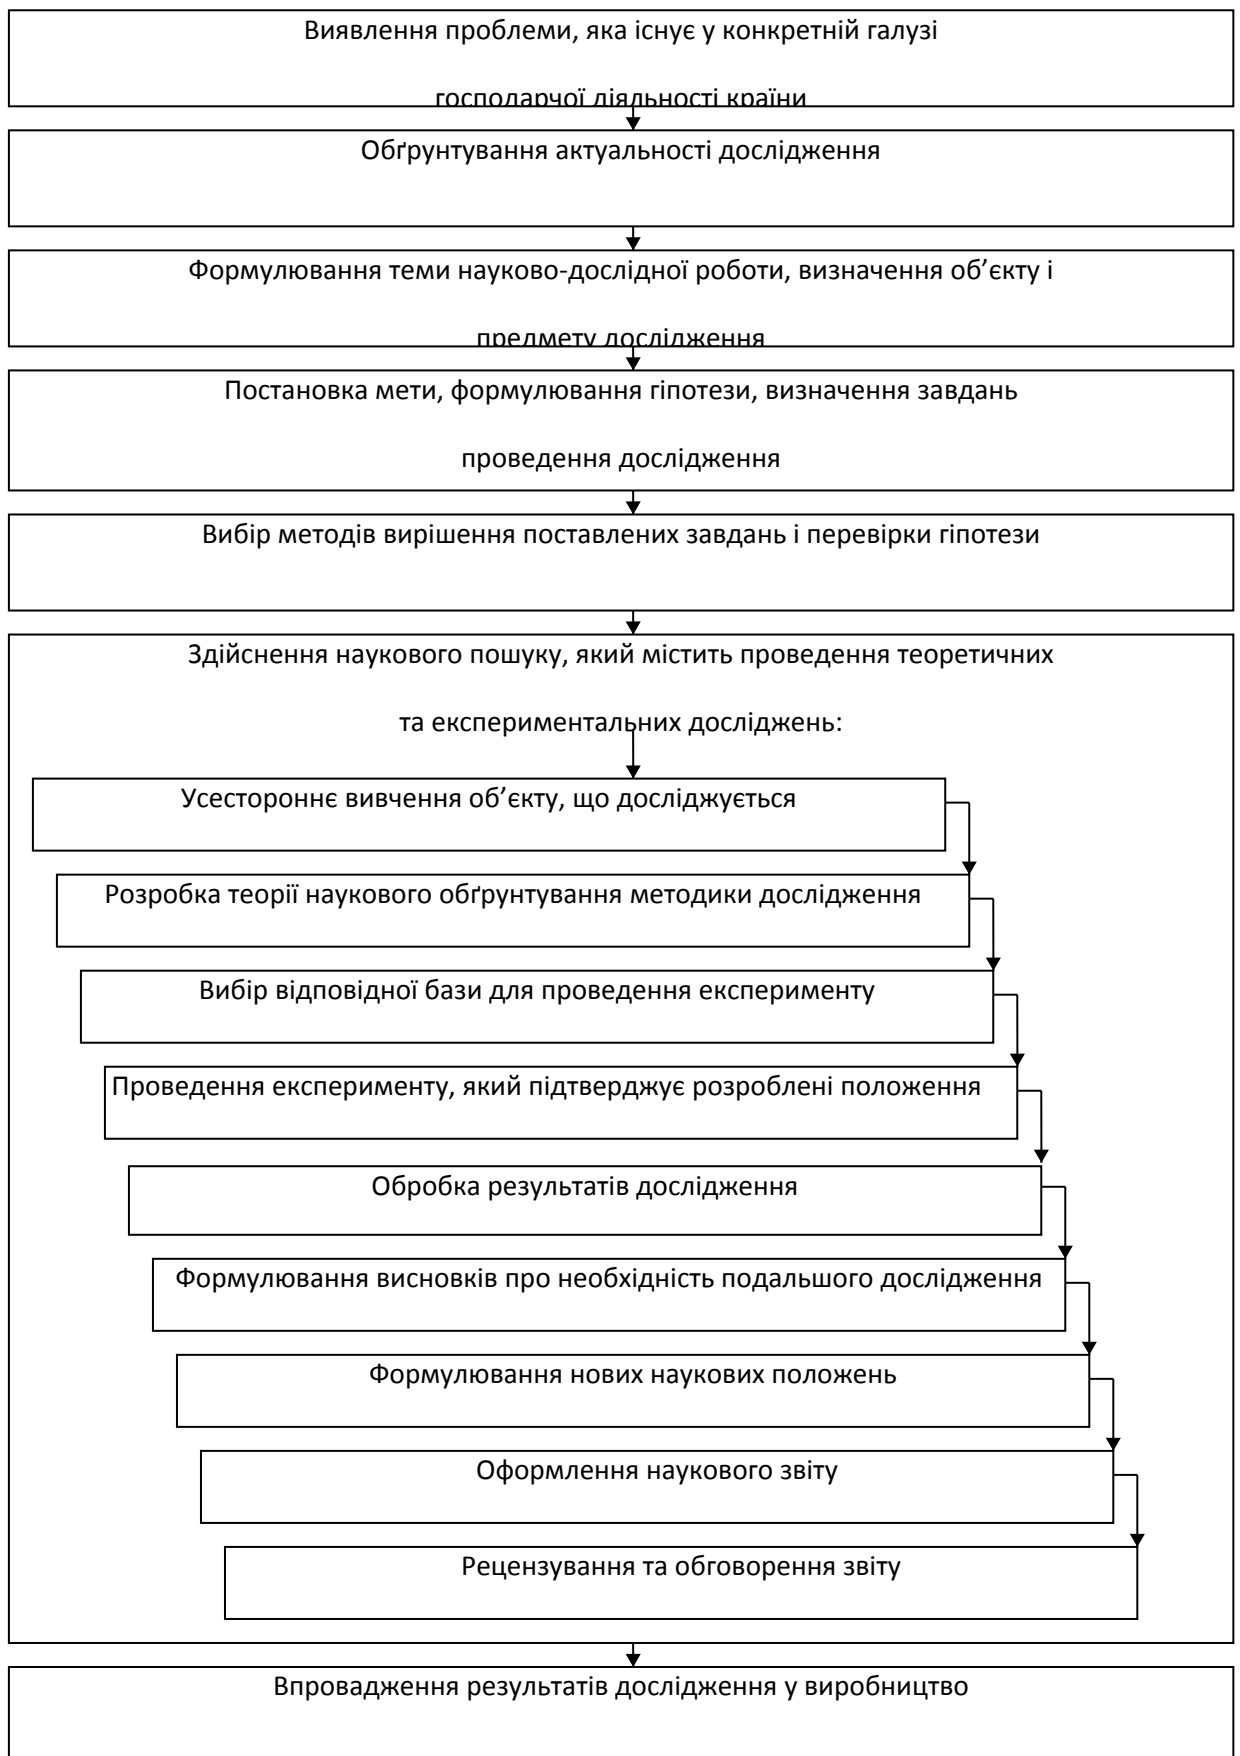 Виявлення проблеми, яка існує у конкретній галузі
господарчої діяльності країни
Обґрунтування актуальності дослідження
Формулювання теми науково-дослідної роботи, визначення об’єкту і
предмету дослідження
Постановка мети, формулювання гіпотези, визначення завдань
проведення дослідження
Вибір методів вирішення поставлених завдань і перевірки гіпотези
Здійснення наукового пошуку, який містить проведення теоретичних
та експериментальних досліджень:
Усестороннє вивчення об’єкту, що досліджується
Розробка теорії наукового обґрунтування методики дослідження
Вибір відповідної бази для проведення експерименту
Проведення експерименту, який підтверджує розроблені положення
Обробка результатів дослідження
Формулювання висновків про необхідність подальшого дослідження
Формулювання нових наукових положень
Оформлення наукового звіту
Рецензування та обговорення звіту
Впровадження результатів дослідження у виробництво